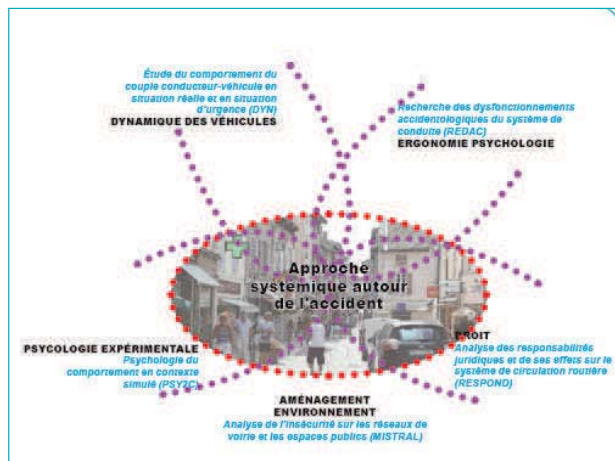 Étude du comportement du
couple conducteur-véhicule en
situation réelle et en situation
d'urgence (DYN)
DYNAMIQUE DES VÉHICULES
Recherche des dysfonctionnements
accidentologiques du système de
conduite (REDAC)
ERGONOMIE PSYCHOLOGIE
Approche
systémique autour
de l'accident
PSYCOLOGIE EXPÉRIMENTALE
Psychologie du
comportement en contexte
simulé (PSY2C)
DROIT
Analyse des responsabilités
juridiques et de ses effets sur le
système de circulation routière
(RESPOND)
AMÉNAGEMENT
ENVIRONNEMENT
Analyse de l'insécurité sur les réseaux de
voirie et les espaces publics (MISTRAL)